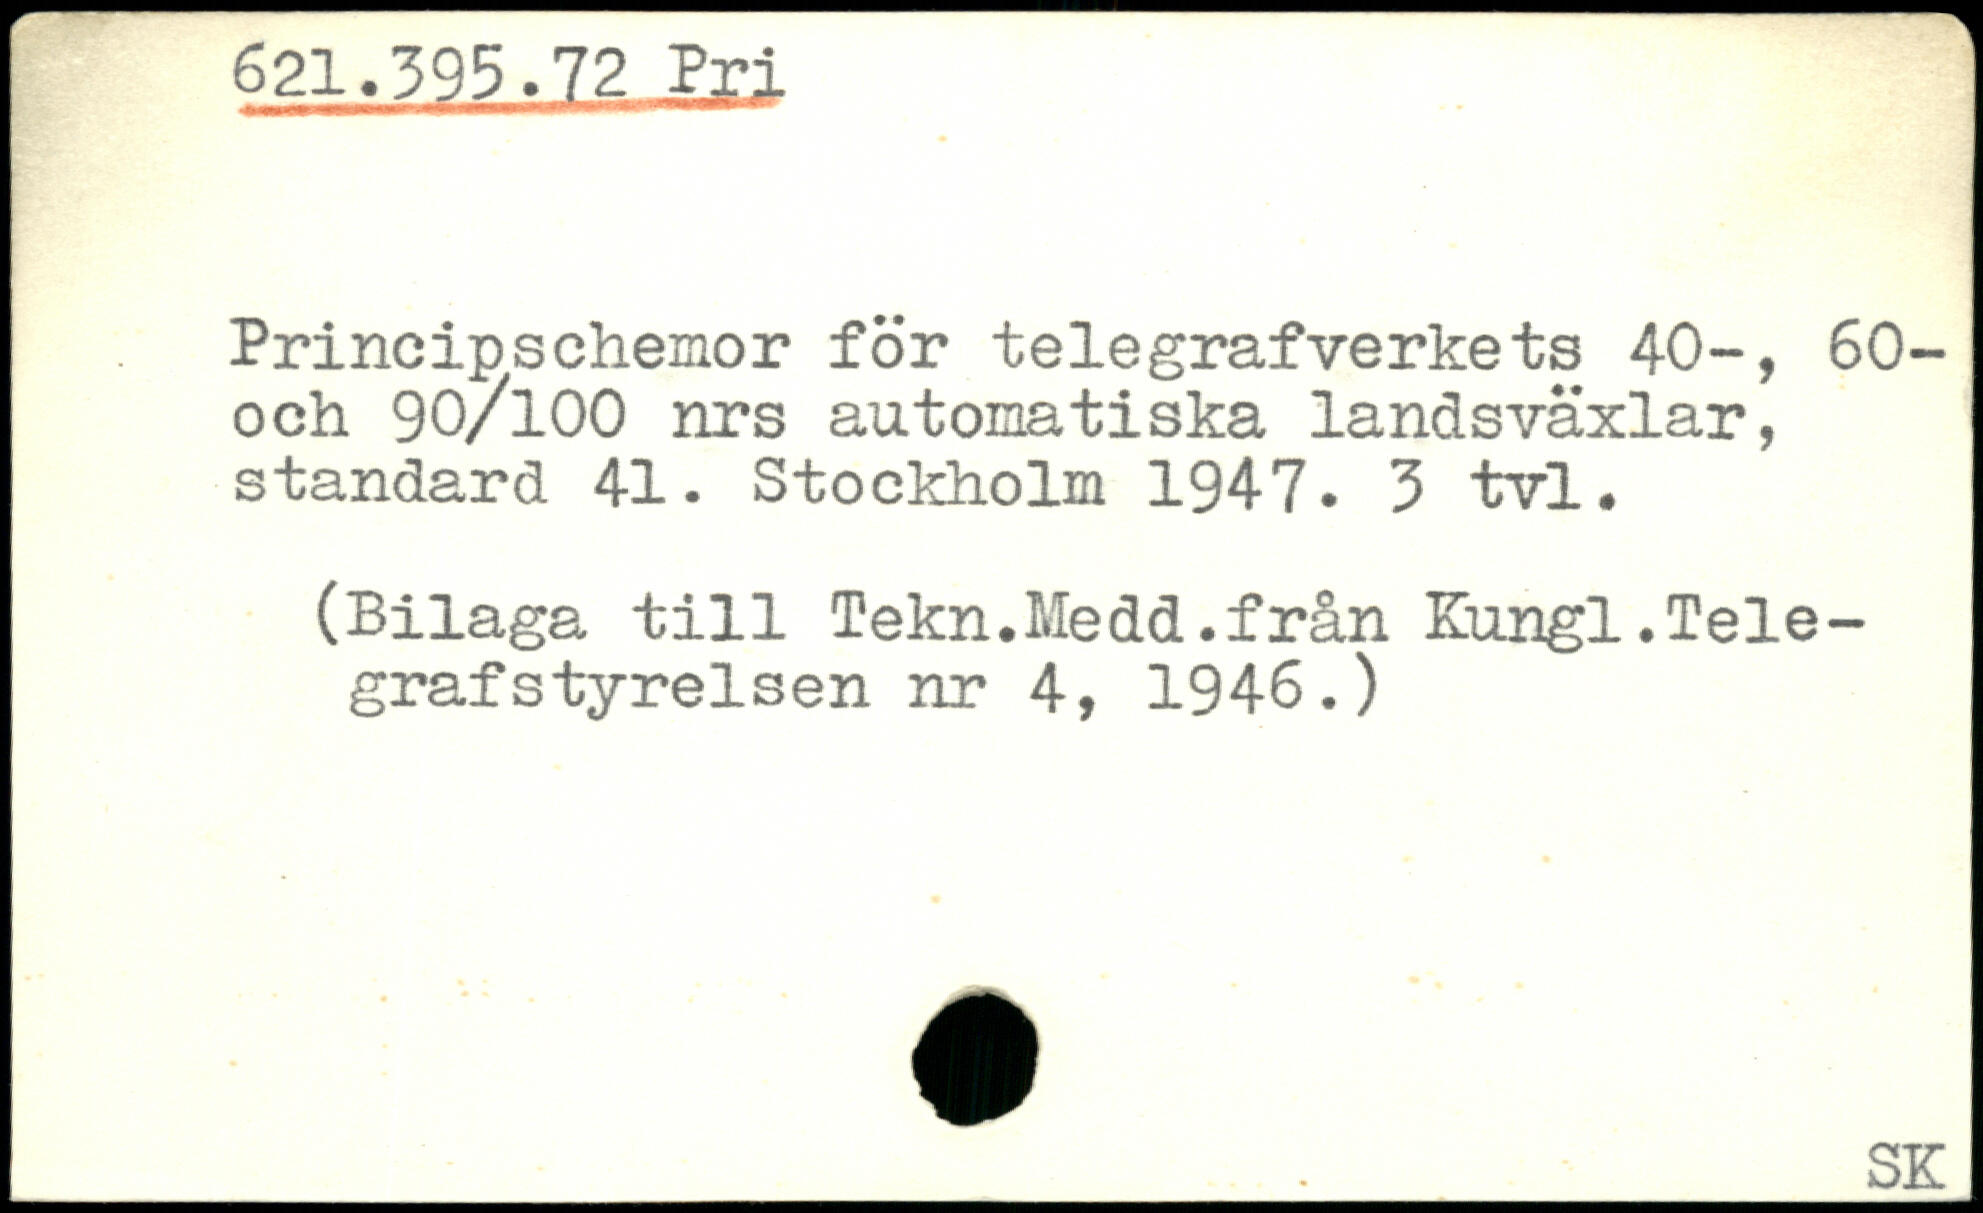 621.395.72 Pri
Principschemor för telegrafverkets 40-, 60-
och 90/100 nrs automatiska landsväxlar,
standard 41. Stockholm 1947. 3 tvl.
(Bilaga till Tekn.Medd.från Kungl.Tele-
grafstyrelsen nr 4, 1946.)
SK